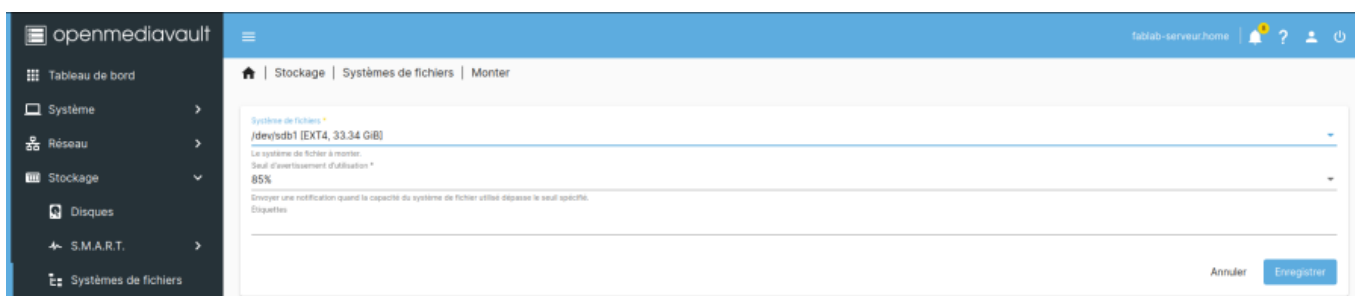 openmediavault
fablab-serveur.home
Tableau de bord
Stockage | Systèmes de fichiers | Monter
Système
Réseau
Stockage
Disques
S.M.A.R.T.
Systèmes de fichiers
Système de fichiers *
/dev/sdb1 [EXT4, 33.34 GiB]
Le système de fichier à monter.
Seuil d'avertissement d'utilisation *
85%
Envoyer une notification quand la capacité du système de fichier utilisé dépasse le seuil spécifié.
Étiquettes
Annuler
Enregistrer